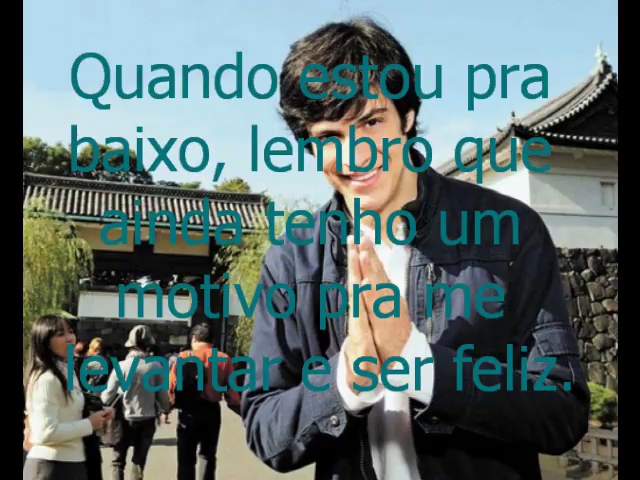 Quando estou pra
baixo, lembro que
ainda tenho um
motivo pra me
levantar e ser feliz.